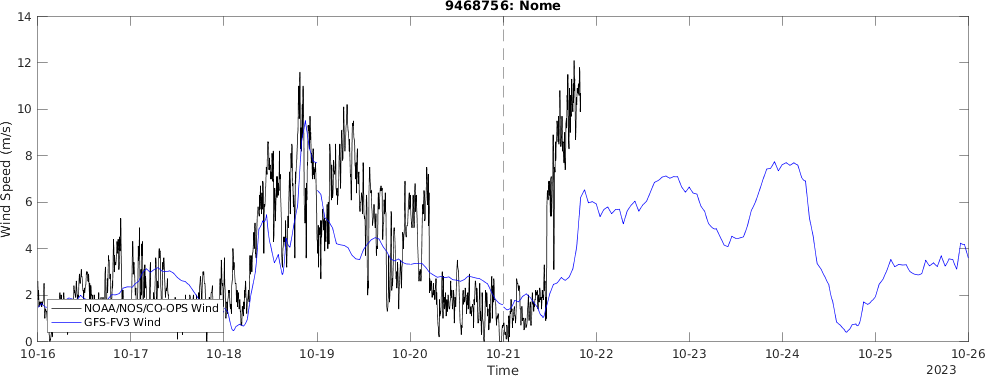 9468756: Nome
Wind Speed (m/s)
14
12
10
8
6
4
2
0
NOAA/NOS/CO-OPS Wind
GFS-FV3 Wind
10-16 10-17 10-18 10-19 10-20 10-21 10-22 10-23 10-24 10-25 10-26
Time
2023